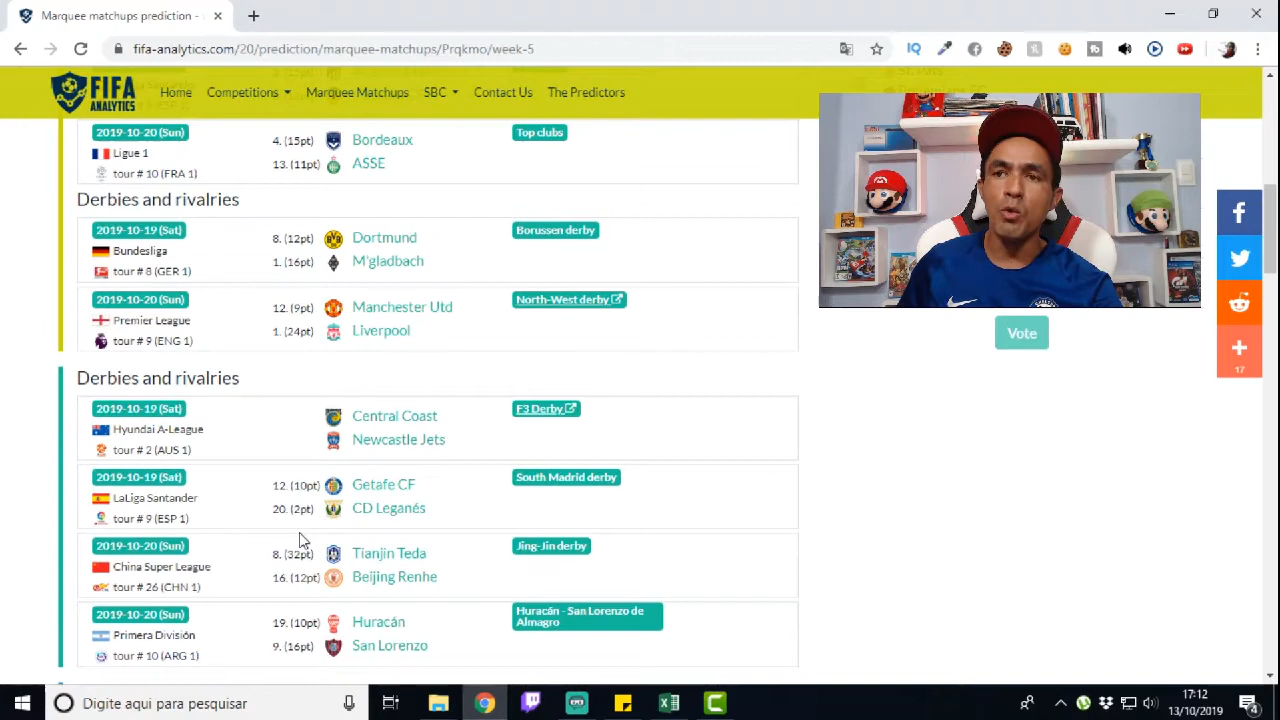 Marquee matchups prediction -
fifa-analytics.com/20/prediction/marquee-matchups/Prqkmo/week-5
FIFA ANALYTICS
Home Competitions Marquee Matchups SBC Contact Us The Predictors
2019-10-20 (Sun) 4. (15pt) Bordeaux Top clubs
Ligue 1 13. (11pt) ASSE
tour # 10 (FRA 1)
Derbies and rivalries
2019-10-19 (Sat) 8. (12pt) Dortmund Borussen derby
Bundesliga 1. (16pt) M'gladbach
tour # 8 (GER 1)
2019-10-20 (Sun) 12. (9pt) Manchester Utd North-West derby
Premier League 1. (24pt) Liverpool
tour # 9 (ENG 1)
Vote
17
Derbies and rivalries
2019-10-19 (Sat) Central Coast F3 Derby
Hyundai A-League Newcastle Jets
tour # 2 (AUS 1)
2019-10-19 (Sat) 12. (10pt) Getafe CF South Madrid derby
LaLiga Santander 20. (2pt) CD Leganés
tour # 9 (ESP 1)
2019-10-20 (Sun) 8. (32pt) Tianjin Teda Jing-Jin derby
China Super League 16. (12pt) Beijing Renhe
tour # 26 (CHN 1)
2019-10-20 (Sun) 19. (10pt) Huracán Huracán - San Lorenzo de
Almagro
Primera División 9. (16pt) San Lorenzo
tour # 10 (ARG 1)
Digite aqui para pesquisar
17:12
13/10/2019
4